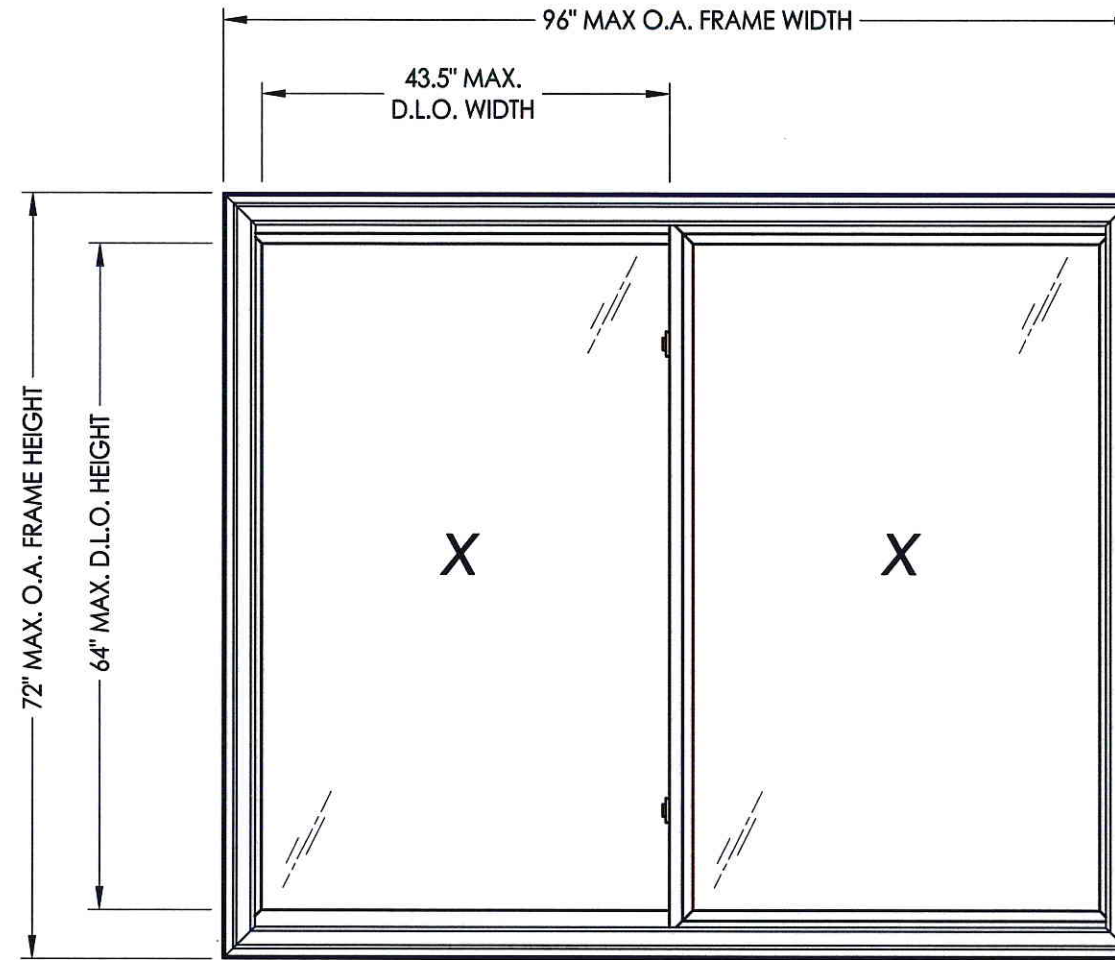 96" MAX O.A. FRAME WIDTH
43.5" MAX.
D.L.O. WIDTH
72" MAX. O.A. FRAME HEIGHT
64" MAX. D.L.O. HEIGHT
X
X